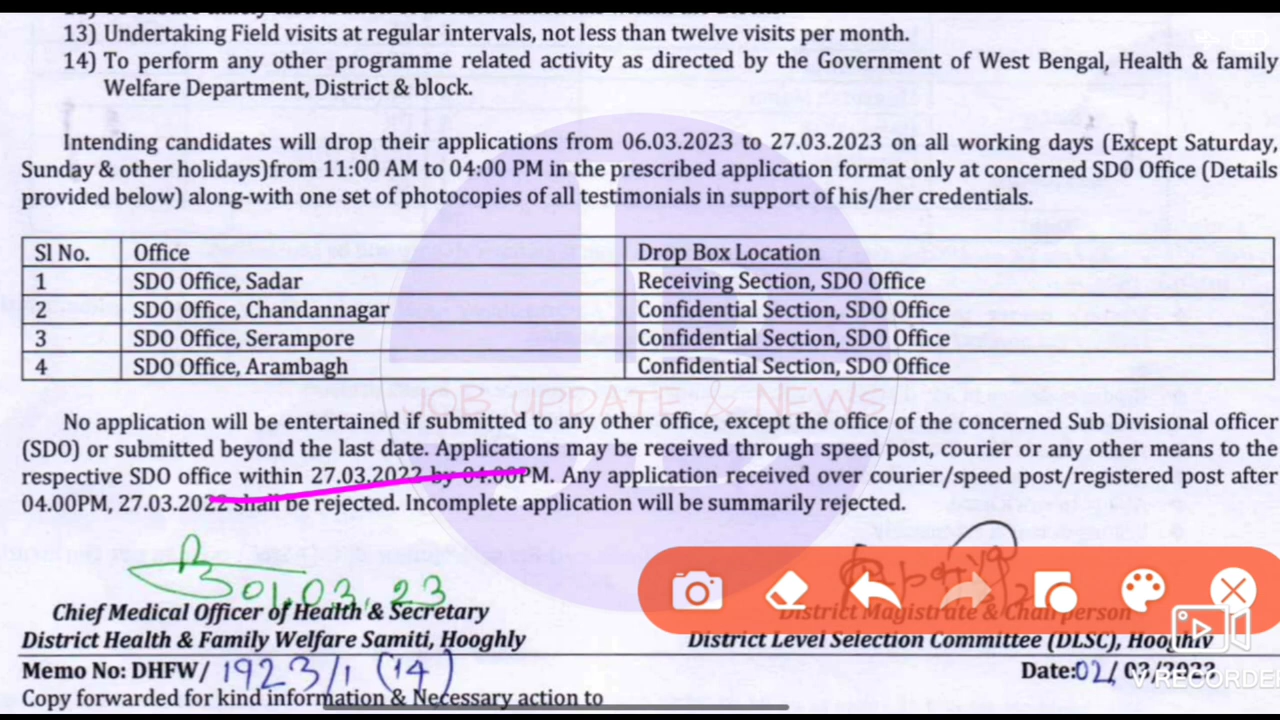 13) Undertaking Field visits at regular intervals, not less than twelve visits per month.
14) To perform any other programme related activity as directed by the Government of West Bengal, Health & family
Welfare Department, District & block.
Intending candidates will drop their applications from 06.03.2023 to 27.03.2023 on all working days (Except Saturday,
Sunday & other holidays)from 11:00 AM to 04:00 PM in the prescribed application format only at concerned SDO Office (Details
provided below) along-with one set of photocopies of all testimonials in support of his/her credentials.
Sl No. Office Drop Box Location
1 SDO Office, Sadar Receiving Section, SDO Office
2 SDO Office, Chandannagar Confidential Section, SDO Office
3 SDO Office, Serampore Confidential Section, SDO Office
4 SDO Office, Arambagh Confidential Section, SDO Office
JOB UPDATE & NEWS
No application will be entertained if submitted to any other office, except the office of the concerned Sub Divisional officer
(SDO) or submitted beyond the last date. Applications may be received through speed post, courier or any other means to the
respective SDO office within 27.03.2022 by 04.00PM. Any application received over courier/speed post/registered post after
04.00PM, 27.03.2022 shall be rejected. Incomplete application will be summarily rejected.
01.03.23
Chief Medical Officer of Health & Secretary District Magistrate & Chairperson
District Health & Family Welfare Samiti, Hooghly District Level Selection Committee (DLSC), Hooghly
Memo No: DHFW/ 1923/1 (14) Date:02/03/2023
V RECORDER
Copy forwarded for kind information & Necessary action to